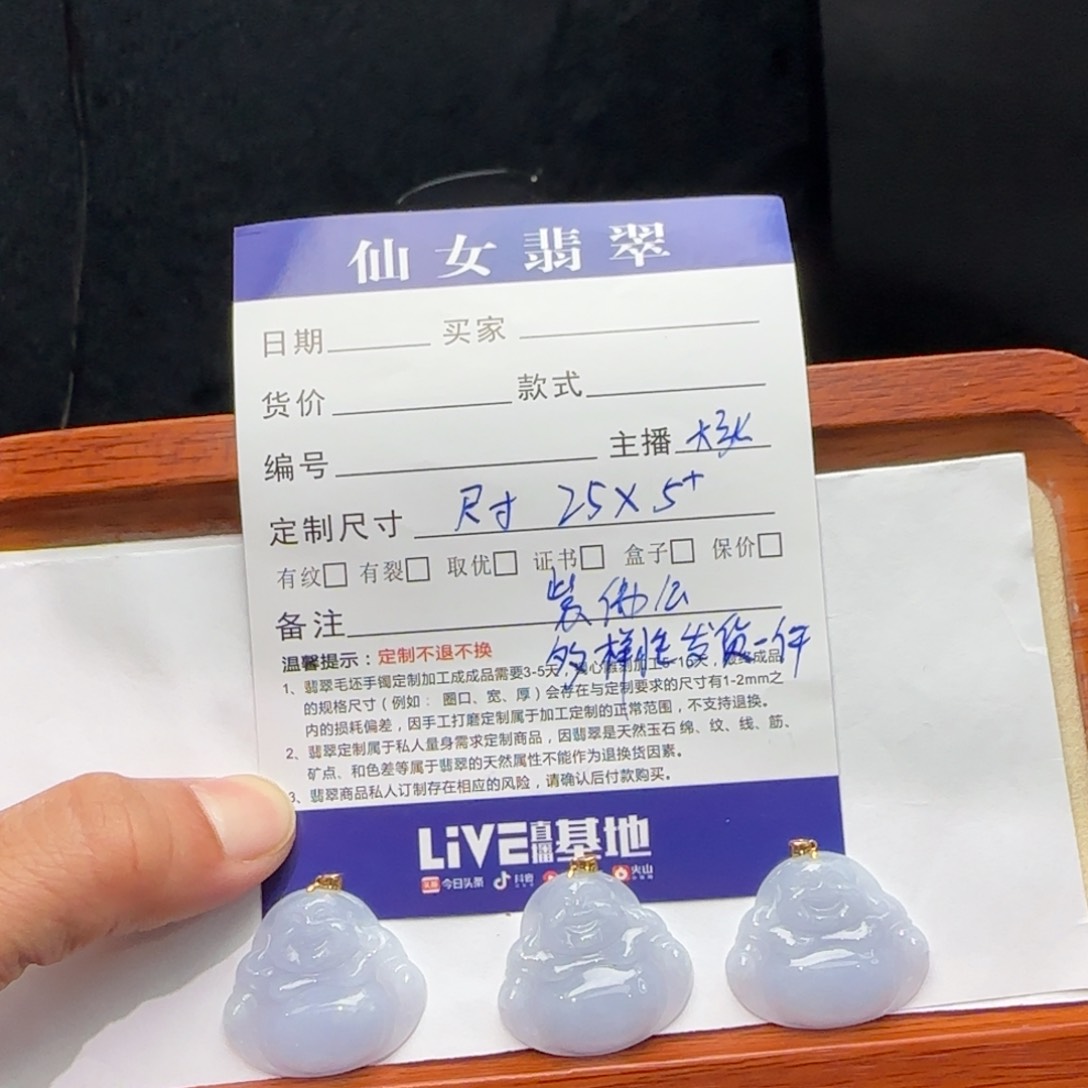 仙女翡翠
日期 买家
货价 款式
编号 主播
定制尺寸 尺寸 25X5+
有纹□ 有裂□ 取优□ 证书□ 盒子□ 保价□
备注 紫佛公
多样性发货一件
温馨提示：定制不退不换
1、翡翠毛坯手镯定制加工成成品需要3-5天，
的规格尺寸（例如：圈口、宽、厚）会存在与定制要求的尺寸有1-2mm之
内的损耗偏差，因手工打磨定制属于加工定制的正常范围，不支持退换。
2、翡翠定制属于私人量身需求定制商品，因翡翠是天然玉石 绵、纹、线、筋、
矿点、和色差等属于翡翠的天然属性不能作为退换货因素。
3、翡翠商品私人订制存在相应的风险，请确认后付款购买。
LiVE直播基地
头条 今日头条 抖音 火山